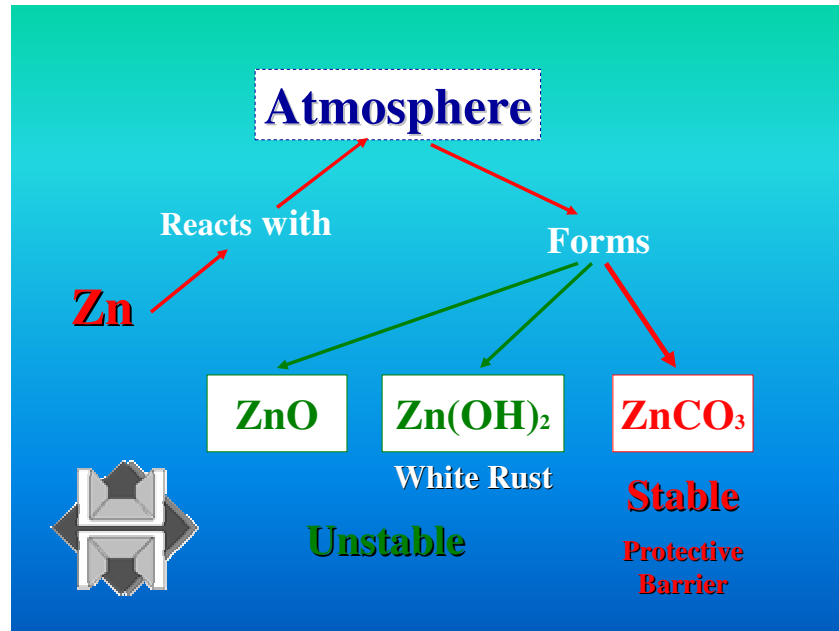 Atmosphere
Reacts with
Forms
Zn
ZnO
Zn(OH)₂
ZnCO₃
White Rust
Stable
Unstable
Protective
Barrier